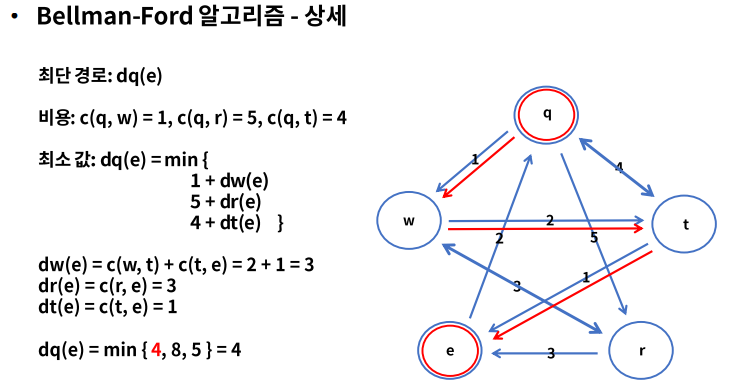 • Bellman-Ford 알고리즘 - 상세
최단 경로: dq(e)
비용: c(q, w) = 1, c(q, r) = 5, c(q, t) = 4
최소 값: dq(e) = min {
1 + dw(e)
5 + dr(e)
4 + dt(e) }
dw(e) = c(w, t) + c(t, e) = 2 + 1 = 3
dr(e) = c(r, e) = 3
dt(e) = c(t, e) = 1
dq(e) = min { 4, 8, 5 } = 4
q
1
4
w
2
t
2
5
1
3
e
3
r